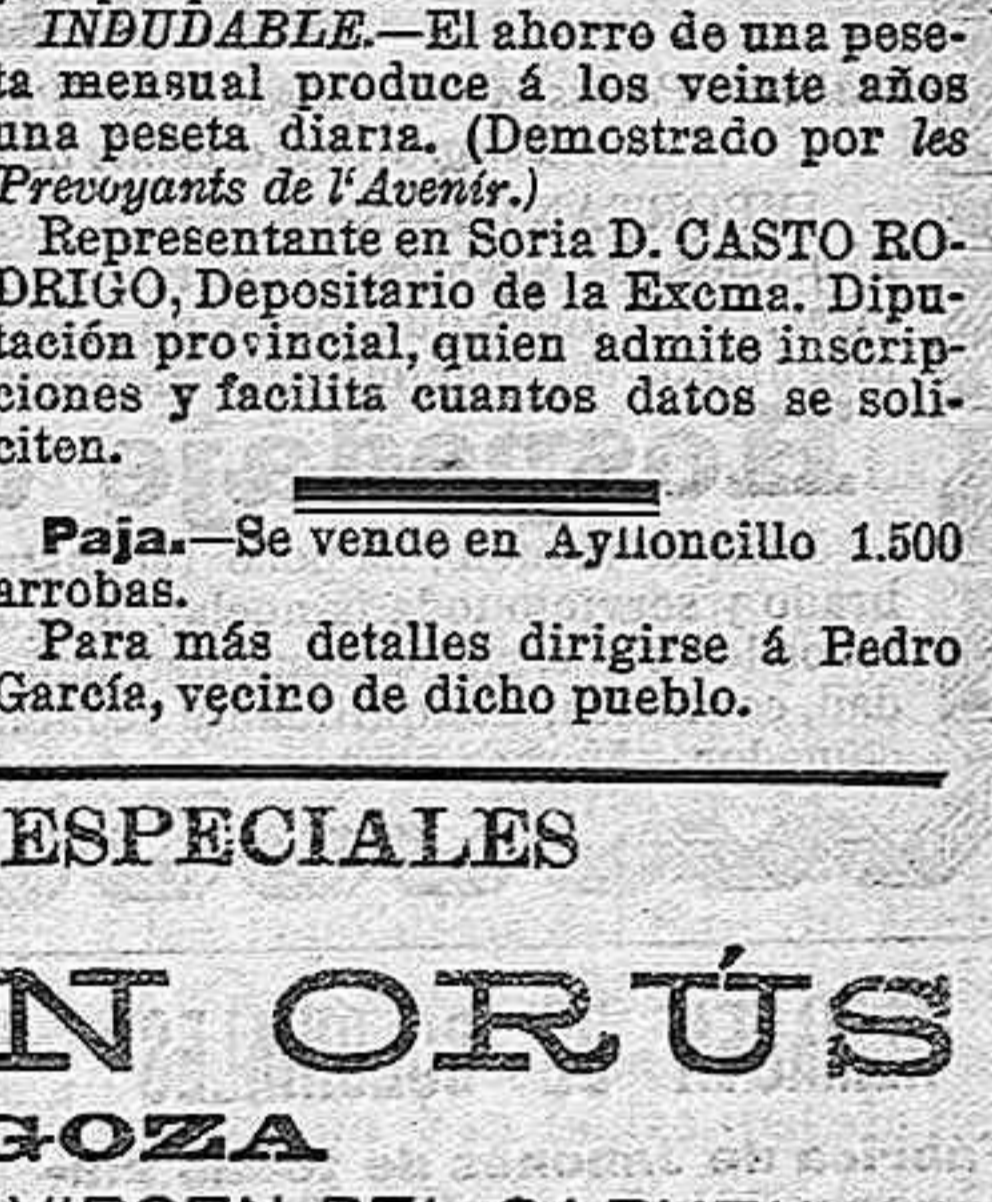 INDUDABLE.—El ahorro de una pese-
ta mensual produce á los veinte años
una peseta diaria. (Demostrado por les
Prevoyants de l'Avenir.)
Representante en Soria D. CASTO RO-
DRIGO, Depositario de la Excma. Dipu-
tación provincial, quien admite inscrip-
ciones y facilita cuantos datos se soli-
citen.
Paja.—Se vende en Aylloncillo 1.500
arrobas.
Para más detalles dirigirse á Pedro
García, vecino de dicho pueblo.
ESPECIALES
N ORÚS
GOZA